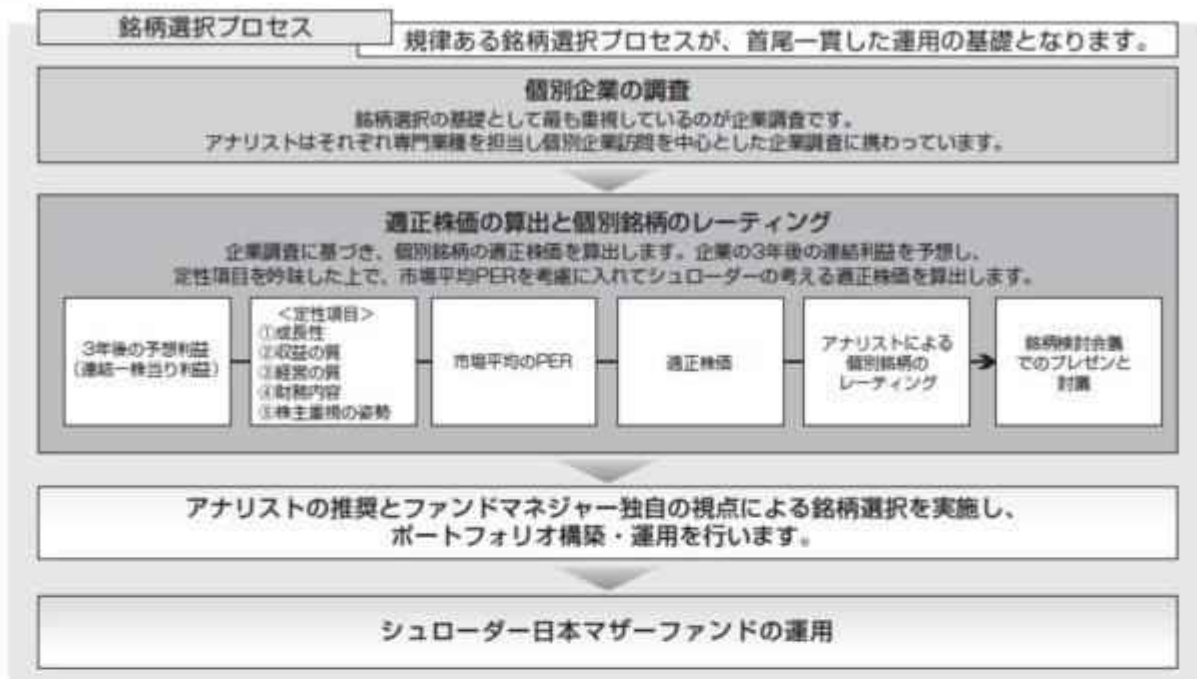 銘柄選択プロセス
規律ある銘柄選択プロセスが、首尾一貫した運用の基礎となります。
個別企業の調査
銘柄選択の基礎として最も重視しているのが企業調査です。
アナリストはそれぞれ専門業種を担当し個別企業訪問を中心とした企業調査に携わっています。
適正株価の算出と個別銘柄のレーティング
企業調査に基づき、個別銘柄の適正株価を算出します。企業の3年後の連結利益を予想し、
定性項目を吟味した上で、市場平均PERを考慮に入れてシュローダーの考える適正株価を算出します。
3年後の予想利益
(連結一株当り利益)
<定性項目>
①成長性
②収益の質
③経営の質
④財務内容
⑤株主重視の姿勢
市場平均のPER
適正株価
アナリストによる
個別銘柄の
レーティング
銘柄検討会議
でのプレゼンと
討議
アナリストの推奨とファンドマネジャー独自の視点による銘柄選択を実施し、
ポートフォリオ構築・運用を行います。
シュローダー日本マザーファンドの運用